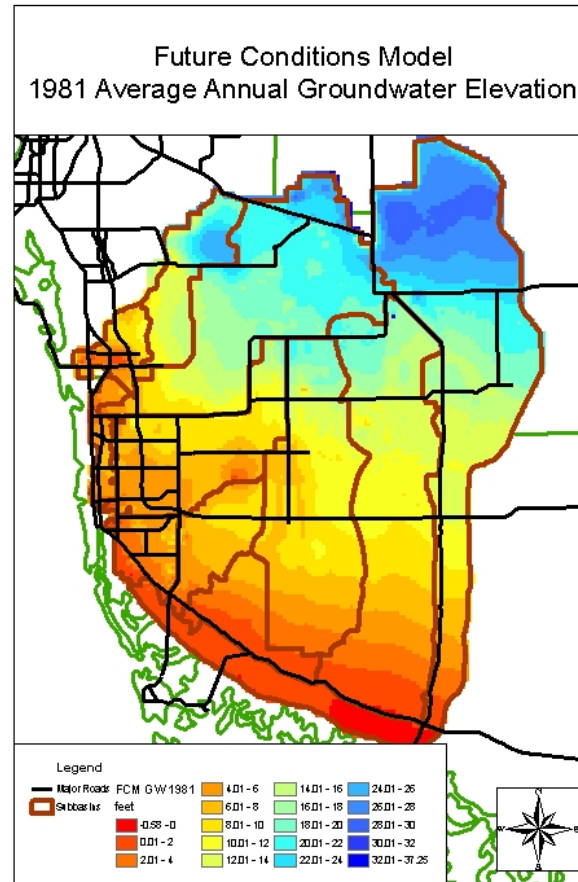 Future Conditions Model
1981 Average Annual Groundwater Elevation
Legend
Major Roads
Subbasins
FCM GW 1981
feet
-0.58 - 0
0.01 - 2
2.01 - 4
4.01 - 6
6.01 - 8
8.01 - 10
10.01 - 12
12.01 - 14
14.01 - 16
16.01 - 18
18.01 - 20
20.01 - 22
22.01 - 24
24.01 - 26
26.01 - 28
28.01 - 30
30.01 - 32
32.01 - 37.25